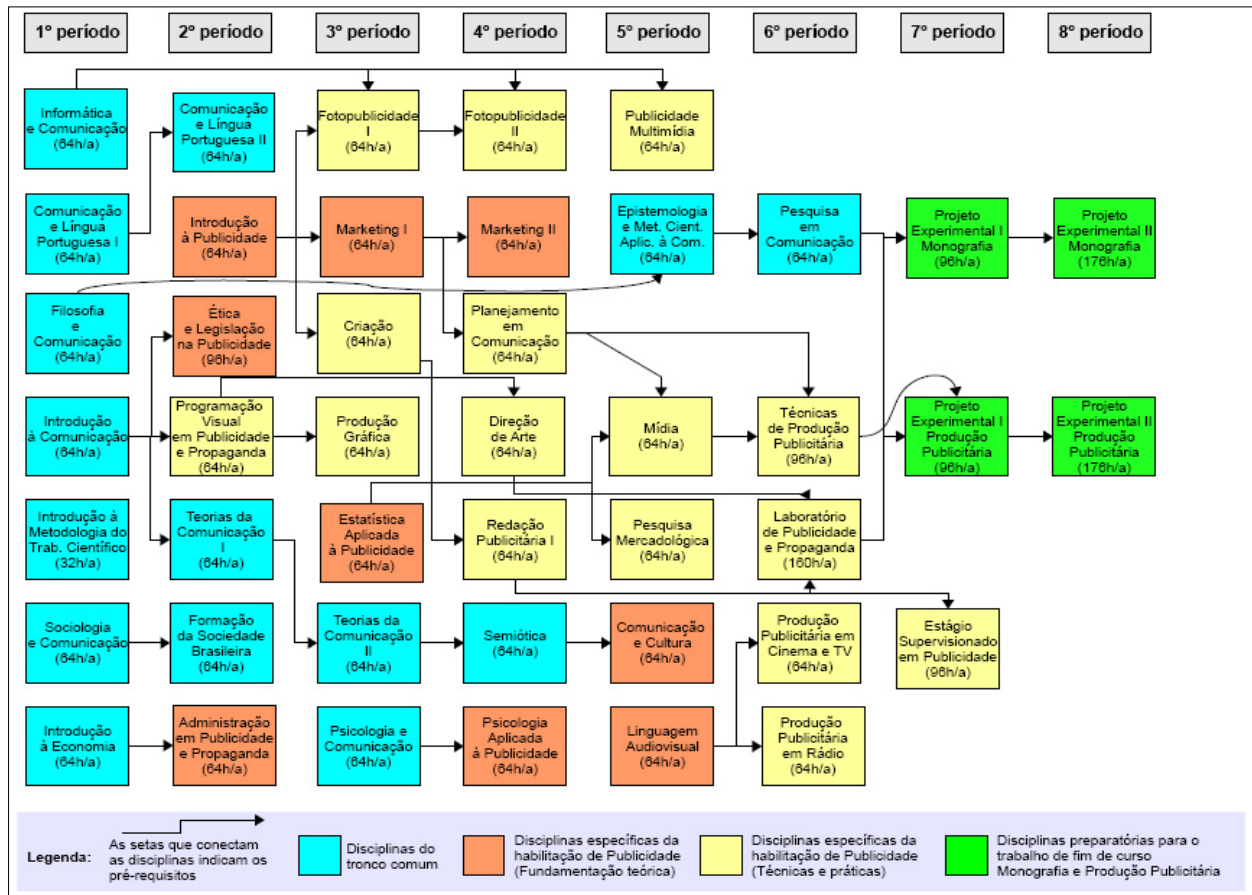 1º período
2º período
3º período
4º período
5º período
6º período
7º período
8º período
Informática
e Comunicação
(64h/a)
Comunicação
e Língua
Portuguesa II
(64h/a)
Fotopublicidade
I
(64h/a)
Fotopublicidade
II
(64h/a)
Publicidade
Multimídia
(64h/a)
Comunicação
e Língua
Portuguesa I
(64h/a)
Introdução
à Publicidade
(64h/a)
Marketing I
(64h/a)
Marketing II
(64h/a)
Epistemologia
e Met. Cient.
Aplic. à Com.
(64h/a)
Pesquisa
em
Comunicação
(64h/a)
Projeto
Experimental I
Monografia
(96h/a)
Projeto
Experimental II
Monografia
(176h/a)
Filosofia
e
Comunicação
(64h/a)
Ética
e Legislação
na Publicidade
(96h/a)
Criação
(64h/a)
Planejamento
em
Comunicação
(64h/a)
Introdução
à Comunicação
(64h/a)
Programação
Visual
em Publicidade
e Propaganda
(64h/a)
Produção
Gráfica
(64h/a)
Direção
de Arte
(64h/a)
Mídia
(64h/a)
Técnicas
de Produção
Publicitária
(96h/a)
Projeto
Experimental I
Produção
Publicitária
(96h/a)
Projeto
Experimental II
Produção
Publicitária
(176h/a)
Introdução à
Metodologia do
Trab. Científico
(32h/a)
Teorias da
Comunicação
I
(64h/a)
Estatística
Aplicada
à Publicidade
(64h/a)
Redação
Publicitária I
(64h/a)
Pesquisa
Mercadológica
(64h/a)
Laboratório
de Publicidade
e Propaganda
(160h/a)
Sociologia
e Comunicação
(64h/a)
Formação
da Sociedade
Brasileira
(64h/a)
Teorias da
Comunicação
II
(64h/a)
Semiótica
(64h/a)
Comunicação
e Cultura
(64h/a)
Produção
Publicitária em
Cinema e TV
(64h/a)
Estágio
Supervisionado
em Publicidade
(96h/a)
Introdução
à Economia
(64h/a)
Administração
em Publicidade
e Propaganda
(64h/a)
Psicologia e
Comunicação
(64h/a)
Psicologia
Aplicada
à Publicidade
(64h/a)
Linguagem
Audiovisual
(64h/a)
Produção
Publicitária
em Rádio
(64h/a)
Legenda:
As setas que conectam
as disciplinas indicam os
pré-requisitos
Disciplinas do
tronco comum
Disciplinas específicas da
habilitação de Publicidade
(Fundamentação teórica)
Disciplinas específicas da
habilitação de Publicidade
(Técnicas e práticas)
Disciplinas preparatórias para o
trabalho de fim de curso
Monografia e Produção Publicitária